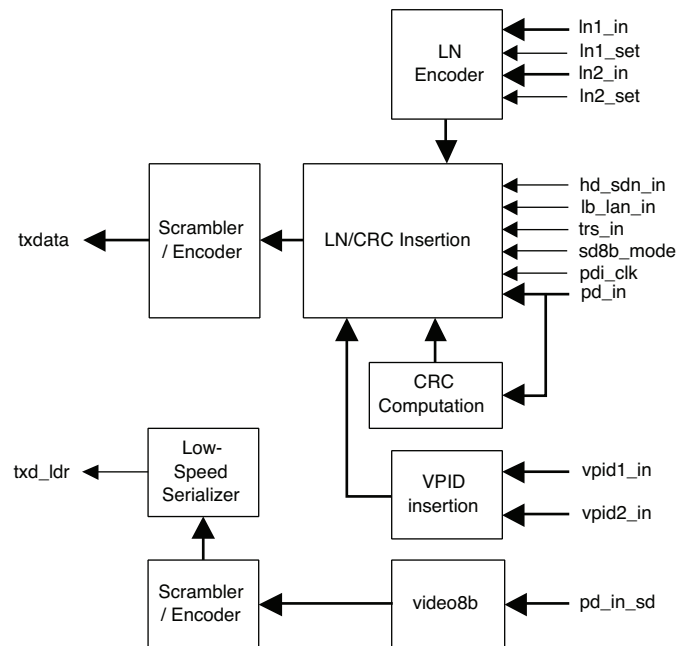 LN
Encoder
ln1_in
ln1_set
ln2_in
ln2_set
txdata
Scrambler
/ Encoder
LN/CRC Insertion
hd_sdn_in
lb_lan_in
trs_in
sd8b_mode
pdi_clk
pd_in
CRC
Computation
txd_ldr
Low-
Speed
Serializer
VPID
insertion
vpid1_in
vpid2_in
Scrambler
/ Encoder
video8b
pd_in_sd